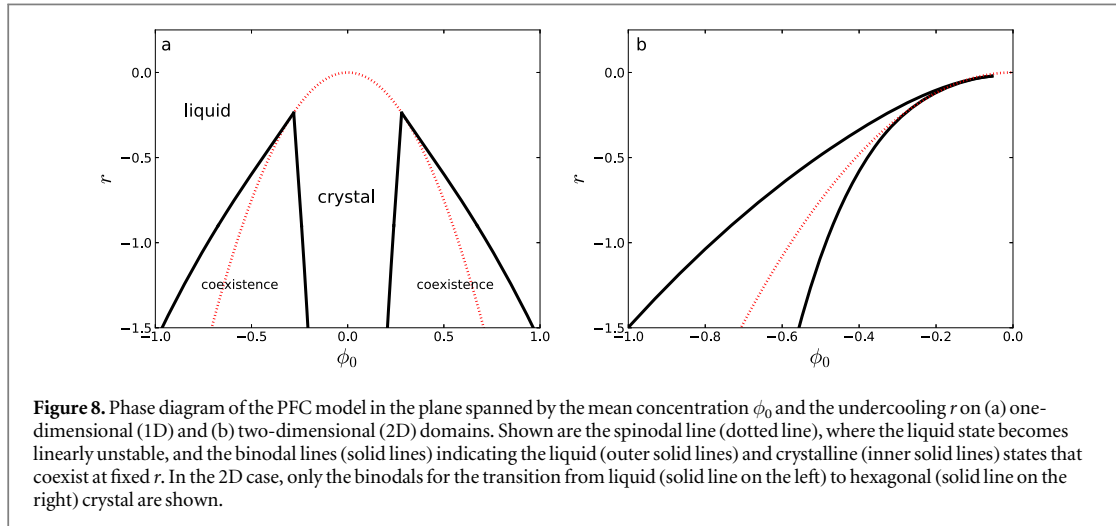 a
liquid
crystal
coexistence
coexistence
r
0.0
−0.5
−1.0
−1.5
−1.0
−0.5
0.0
0.5
1.0
ϕ0
b
r
0.0
−0.5
−1.0
−1.5
−1.0
−0.8
−0.6
−0.4
−0.2
0.0
ϕ0
Figure 8. Phase diagram of the PFC model in the plane spanned by the mean concentration ϕ0 and the undercooling r on (a) one-
dimensional (1D) and (b) two-dimensional (2D) domains. Shown are the spinodal line (dotted line), where the liquid state becomes
linearly unstable, and the binodal lines (solid lines) indicating the liquid (outer solid lines) and crystalline (inner solid lines) states that
coexist at fixed r. In the 2D case, only the binodals for the transition from liquid (solid line on the left) to hexagonal (solid line on the
right) crystal are shown.